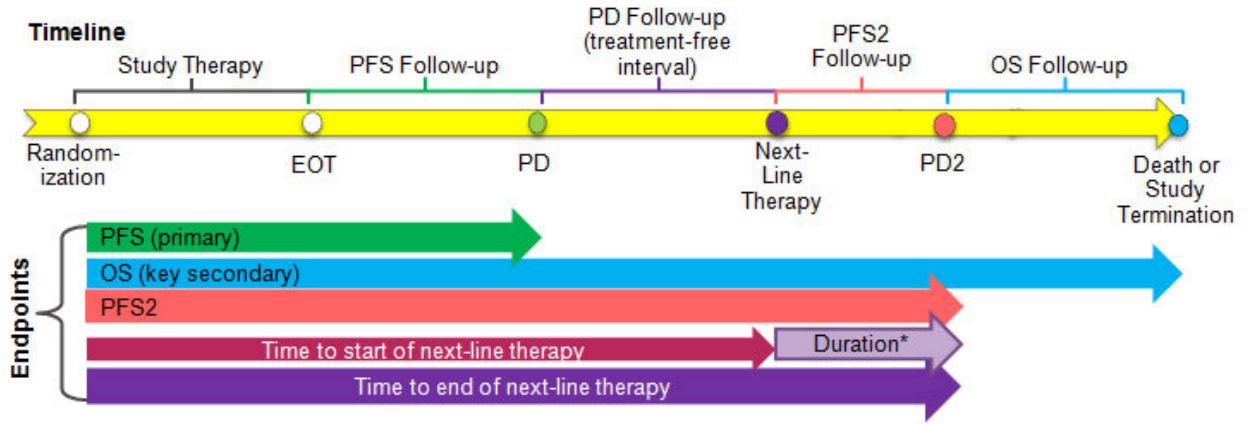 Timeline
Study Therapy
PFS Follow-up
PD Follow-up
(treatment-free
interval)
PFS2
Follow-up
OS Follow-up
Random-
ization
EOT
PD
Next-
Line
Therapy
PD2
Death or
Study
Termination
Endpoints
PFS (primary)
OS (key secondary)
PFS2
Time to start of next-line therapy
Duration*
Time to end of next-line therapy